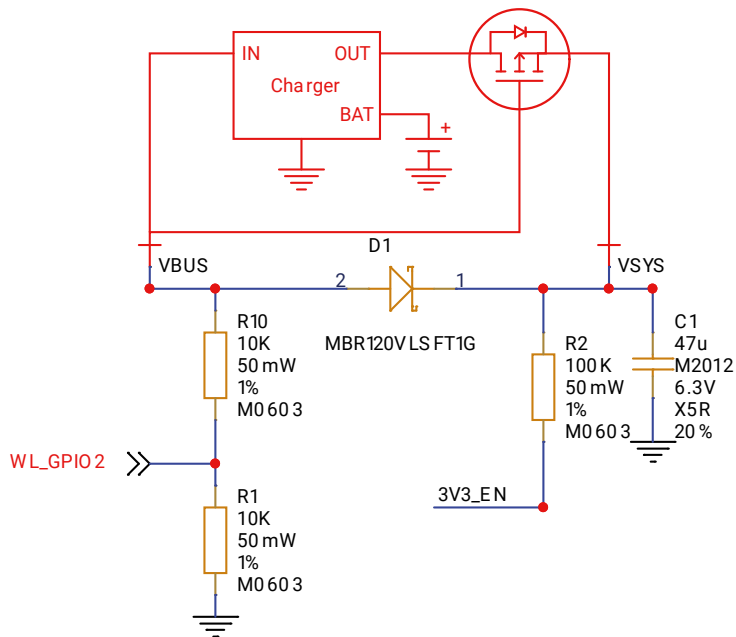 IN
OUT
Charger
BAT
+
D1
VBUS
VSYS
2
1
R10
10K
50mW
1%
M0603
MBR120VLSFT1G
R2
100K
50mW
1%
M0603
C1
47u
M2012
6.3V
X5R
20%
WL_GPIO2
3V3_EN
R1
10K
50mW
1%
M0603